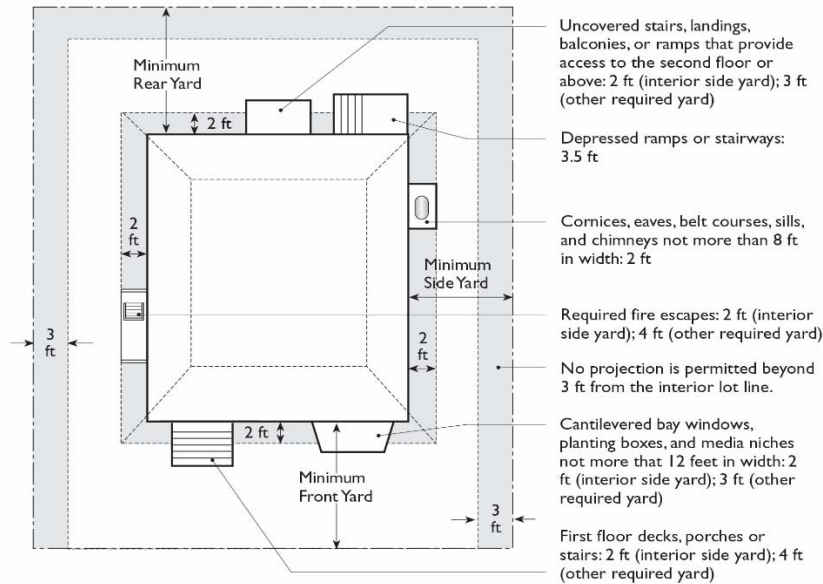 Minimum
Rear Yard
2 ft
2
ft
3
ft
Minimum
Side Yard
2
ft
2 ft
Minimum
Front Yard
3
ft
Uncovered stairs, landings,
balconies, or ramps that provide
access to the second floor or
above: 2 ft (interior side yard); 3 ft
(other required yard)
Depressed ramps or stairways:
3.5 ft
Cornices, eaves, belt courses, sills,
and chimneys not more than 8 ft
in width: 2 ft
Required fire escapes: 2 ft (interior
side yard); 4 ft (other required yard)
No projection is permitted beyond
3 ft from the interior lot line.
Cantilevered bay windows,
planting boxes, and media niches
not more that 12 feet in width: 2
ft (interior side yard); 3 ft (other
required yard)
First floor decks, porches or
stairs: 2 ft (interior side yard); 4 ft
(other required yard)